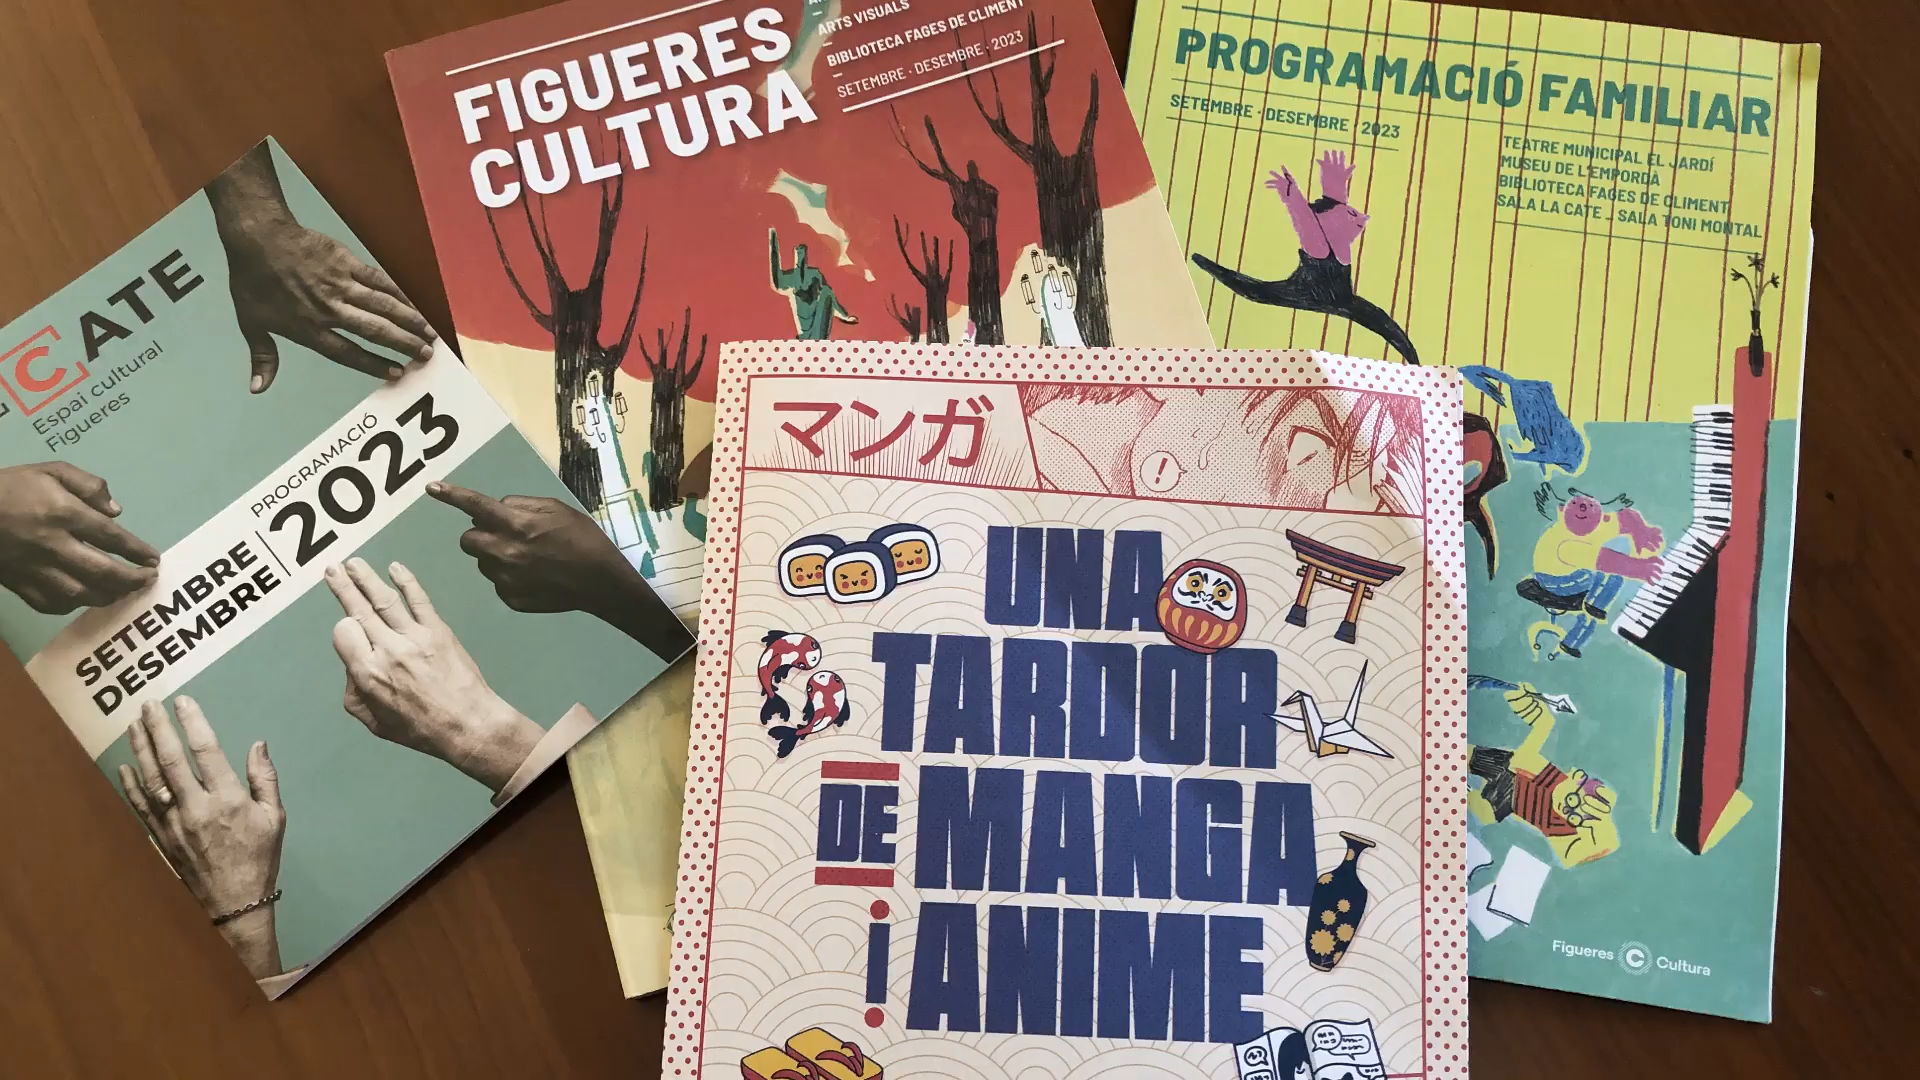 CATE
Espai cultural
Figueres
PROGRAMACIÓ
SETEMBRE
DESEMBRE
2023
FIGUERES
CULTURA
ARTS VISUALS
BIBLIOTECA FAGES DE CLIMENT
SETEMBRE · DESEMBRE · 2023
PROGRAMACIÓ FAMILIAR
SETEMBRE · DESEMBRE · 2023
TEATRE MUNICIPAL EL JARDÍ
MUSEU DE L'EMPORDÀ
BIBLIOTECA FAGES DE CLIMENT
SALA LA CATE _ SALA TONI MONTAL
Figueres C Cultura
マンガ
!
UNA
TARDOR
DE MANGA
i ANIME